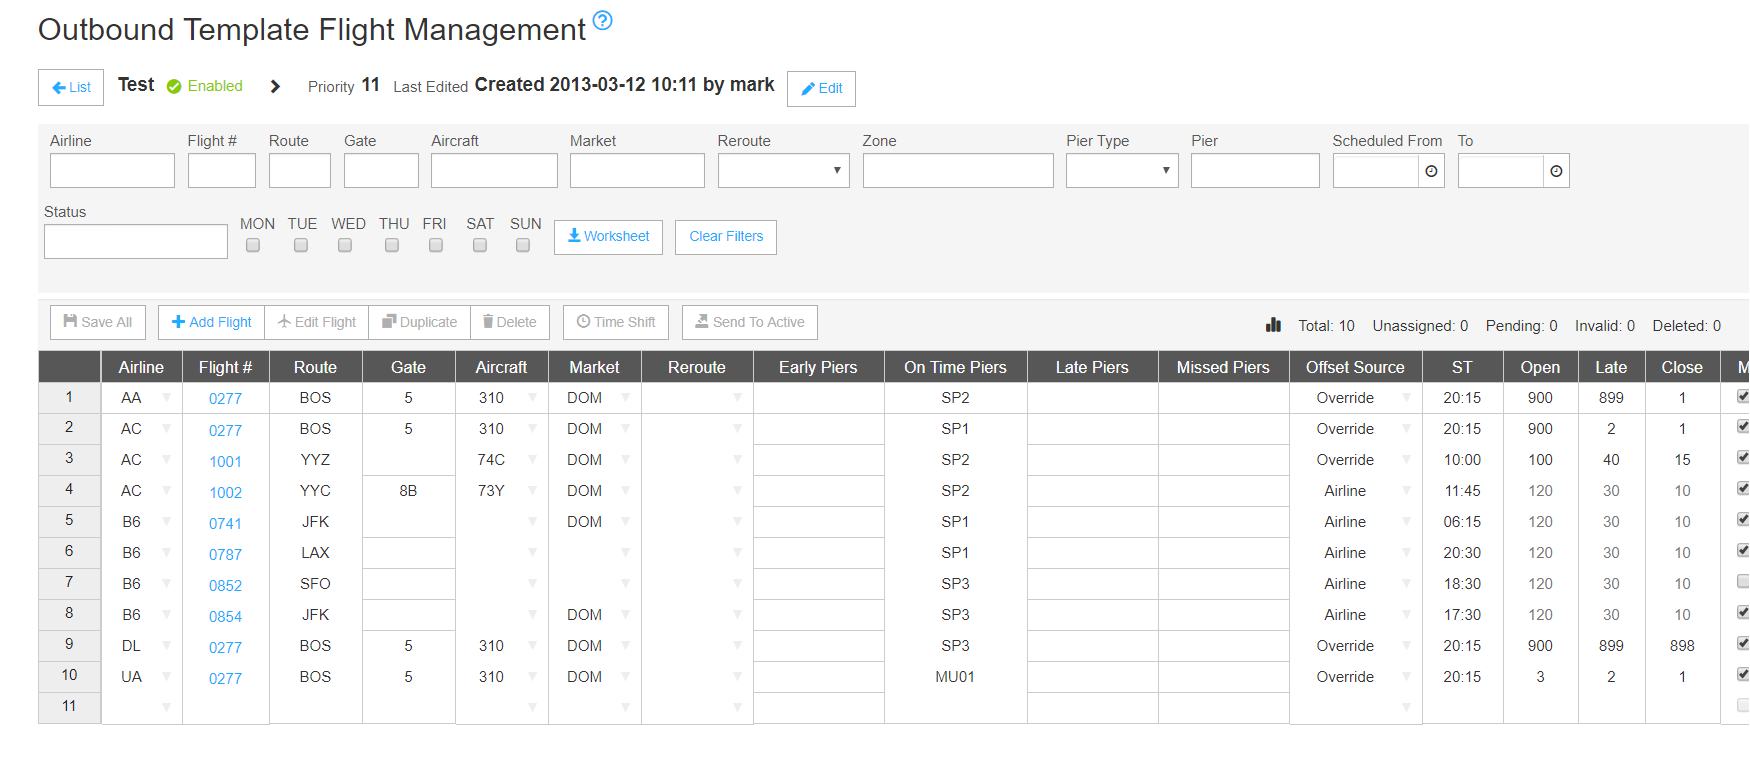 Outbound Template Flight Management ?
List Test Enabled Priority 11 Last Edited Created 2013-03-12 10:11 by mark Edit
Airline Flight # Route Gate Aircraft Market Reroute Zone Pier Type Pier Scheduled From To
Status
MON TUE WED THU FRI SAT SUN Worksheet Clear Filters
Save All Add Flight Edit Flight Duplicate Delete Time Shift Send To Active Total: 10 Unassigned: 0 Pending: 0 Invalid: 0 Deleted: 0
Airline Flight # Route Gate Aircraft Market Reroute Early Piers On Time Piers Late Piers Missed Piers Offset Source ST Open Late Close M
1 AA 0277 BOS 5 310 DOM SP2 Override 20:15 900 899 1
2 AC 0277 BOS 5 310 DOM SP1 Override 20:15 900 2 1
3 AC 1001 YYZ 74C DOM SP2 Override 10:00 100 40 15
4 AC 1002 YYC 8B 73Y DOM SP2 Airline 11:45 120 30 10
5 B6 0741 JFK DOM SP1 Airline 06:15 120 30 10
6 B6 0787 LAX SP1 Airline 20:30 120 30 10
7 B6 0852 SFO SP3 Airline 18:30 120 30 10
8 B6 0854 JFK DOM SP3 Airline 17:30 120 30 10
9 DL 0277 BOS 5 310 DOM SP3 Override 20:15 900 899 898
10 UA 0277 BOS 5 310 DOM MU01 Override 20:15 3 2 1
11